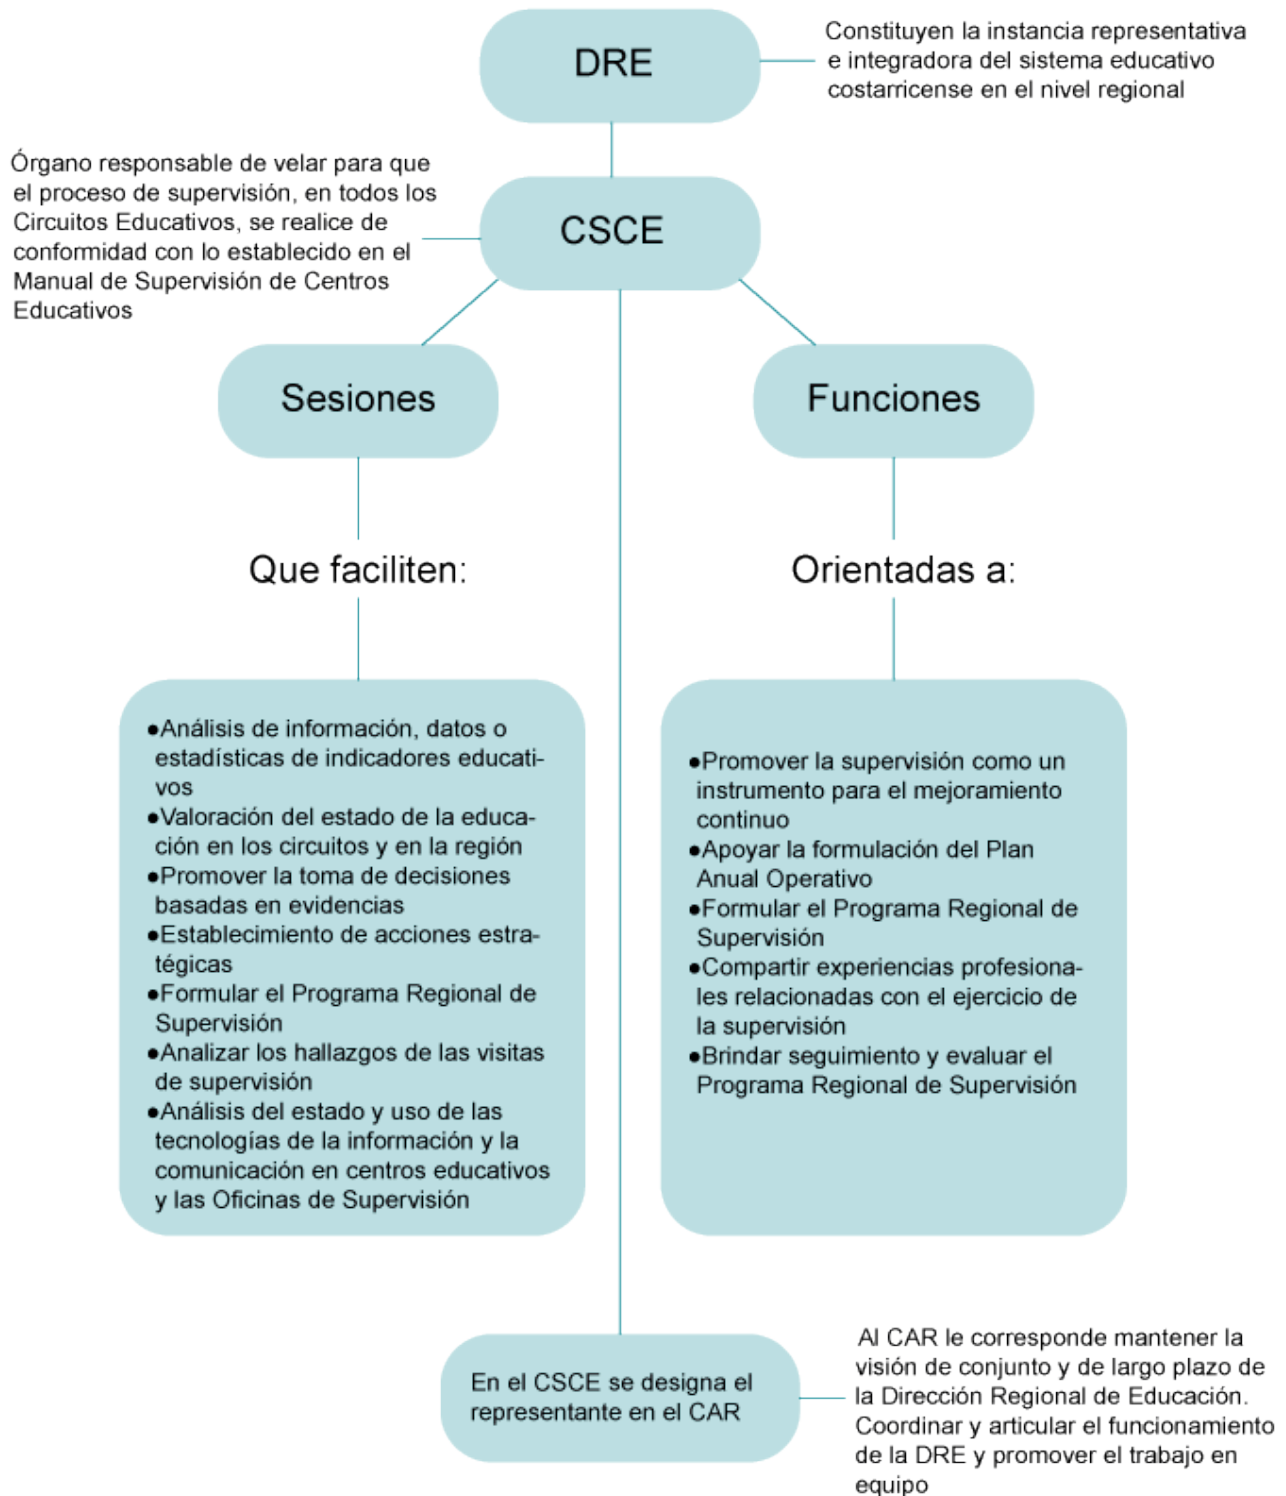 DRE
Constituyen la instancia representativa
e integradora del sistema educativo
costarricense en el nivel regional
Órgano responsable de velar para que
el proceso de supervisión, en todos los
Circuitos Educativos, se realice de
conformidad con lo establecido en el
Manual de Supervisión de Centros
Educativos
CSCE
Sesiones
Funciones
Que faciliten:
Orientadas a:
●Análisis de información, datos o
estadísticas de indicadores educati-
vos
●Valoración del estado de la educa-
ción en los circuitos y en la región
●Promover la toma de decisiones
basadas en evidencias
●Establecimiento de acciones estra-
tégicas
●Formular el Programa Regional de
Supervisión
●Analizar los hallazgos de las visitas
de supervisión
●Análisis del estado y uso de las
tecnologías de la información y la
comunicación en centros educativos
y las Oficinas de Supervisión
●Promover la supervisión como un
instrumento para el mejoramiento
continuo
●Apoyar la formulación del Plan
Anual Operativo
●Formular el Programa Regional de
Supervisión
●Compartir experiencias profesiona-
les relacionadas con el ejercicio de
la supervisión
●Brindar seguimiento y evaluar el
Programa Regional de Supervisión
En el CSCE se designa el
representante en el CAR
Al CAR le corresponde mantener la
visión de conjunto y de largo plazo de
la Dirección Regional de Educación.
Coordinar y articular el funcionamiento
de la DRE y promover el trabajo en
equipo